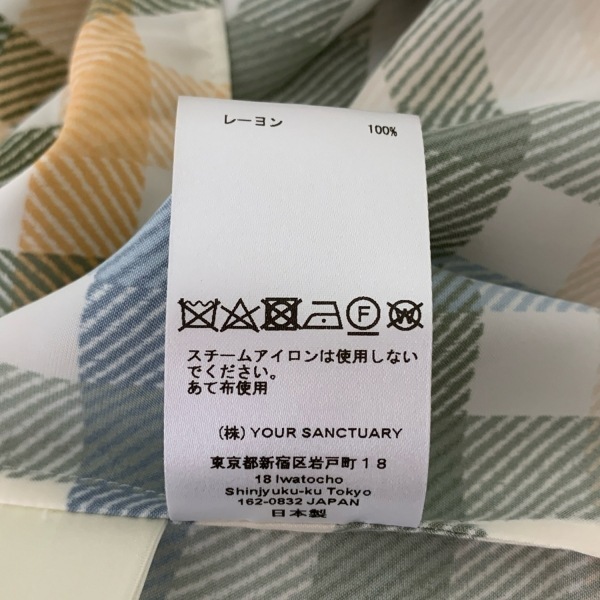 レーヨン 100%
F W
スチームアイロンは使用しない
でください。
あて布使用
(株) YOUR SANCTUARY
東京都新宿区岩戸町18
18 Iwatocho
Shinjyuku-ku Tokyo
162-0832 JAPAN
日本製